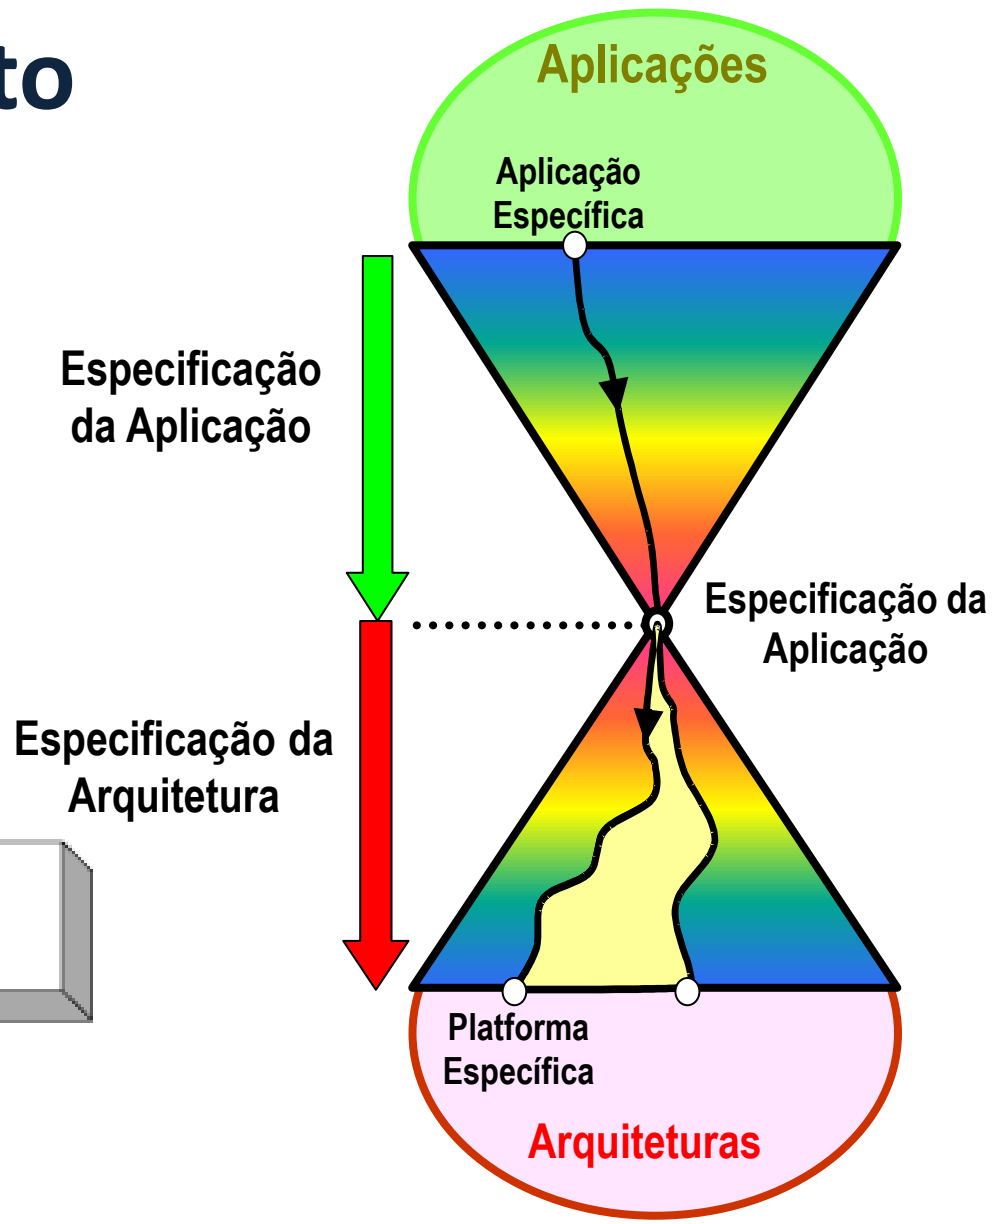 to
Aplicações
Aplicação
Específica
Especificação
da Aplicação
Especificação da
Aplicação
Especificação da
Arquitetura
Platforma
Específica
Arquiteturas